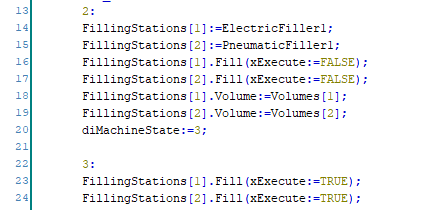 13 2:
14 FillingStations[1]:=ElectricFiller1;
15 FillingStations[2]:=PneumaticFiller1;
16 FillingStations[1].Fill(xExecute:=FALSE);
17 FillingStations[2].Fill(xExecute:=FALSE);
18 FillingStations[1].Volume:=Volumes[1];
19 FillingStations[2].Volume:=Volumes[2];
20 diMachineState:=3;
21
22 3:
23 FillingStations[1].Fill(xExecute:=TRUE);
24 FillingStations[2].Fill(xExecute:=TRUE);